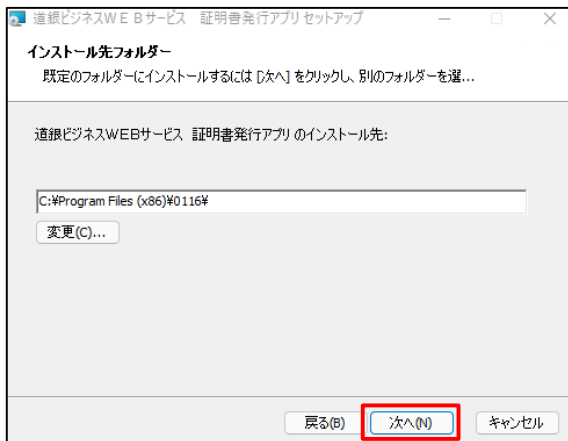 道銀ビジネスWEBサービス　証明書発行アプリ セットアップ
インストール先フォルダー
既定のフォルダーにインストールするには [次へ] をクリックし、別のフォルダーを選...
道銀ビジネスWEBサービス 証明書発行アプリ のインストール先:
C:¥Program Files (x86)¥0116¥
変更(C)...
戻る(B) 次へ(N) キャンセル